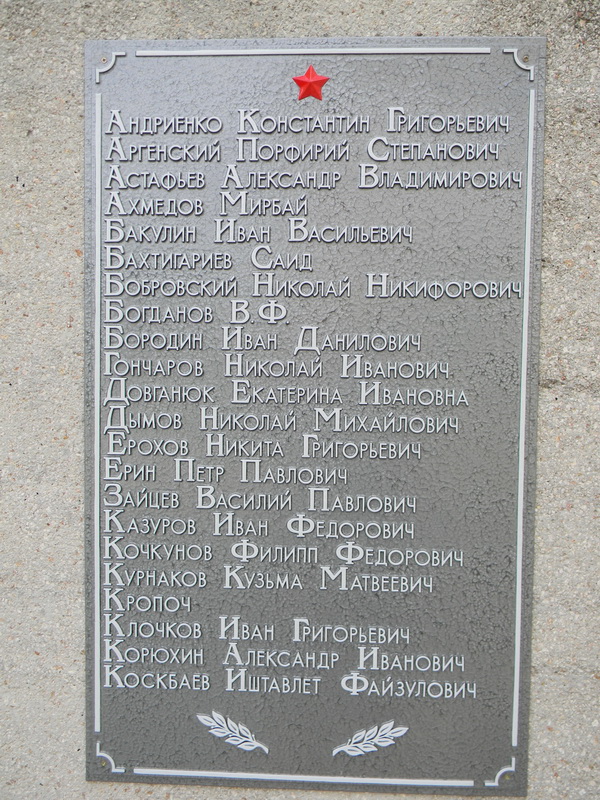 Андриенко Константин Григорьевич
Аргенский Порфирий Степанович
Астафьев Александр Владимирович
Ахмедов Мирбай
Бакулин Иван Васильевич
Бахтигариев Саид
Бобровский Николай Никифорович
Богданов В.Ф.
Бородин Иван Данилович
Гончаров Николай Иванович
Довганюк Екатерина Ивановна
Дымов Николай Михайлович
Ерохов Никита Григорьевич
Ерин Петр Павлович
Зайцев Василий Павлович
Казуров Иван Федорович
Кочкунов Филипп Федорович
Курнаков Кузьма Матвеевич
Кропоч
Клочков Иван Григорьевич
Корюхин Александр Иванович
Коскбаев Иштавлет Файзулович